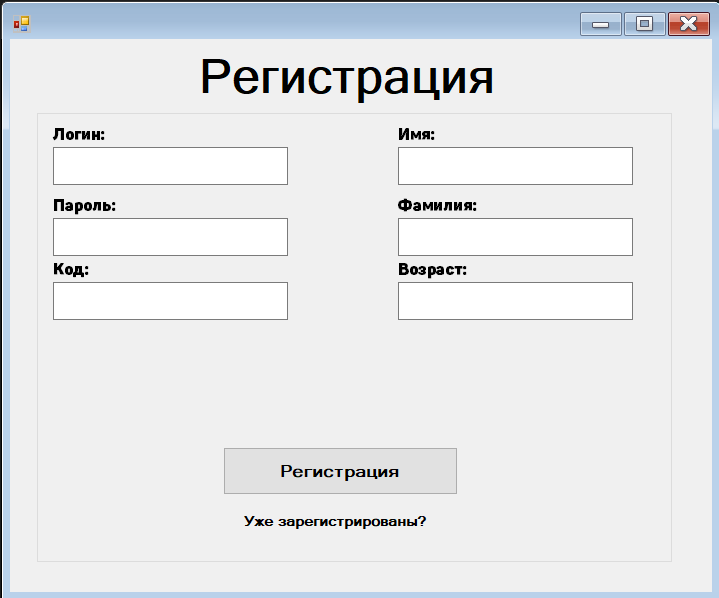 Регистрация
Логин:
Имя:
Пароль:
Фамилия:
Код:
Возраст:
Регистрация
Уже зарегистрированы?